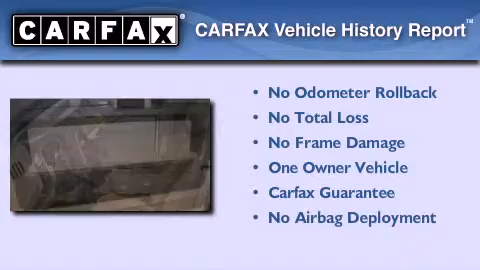 CARFAX® CARFAX Vehicle History Report™
• No Odometer Rollback
• No Total Loss
• No Frame Damage
• One Owner Vehicle
• Carfax Guarantee
• No Airbag Deployment